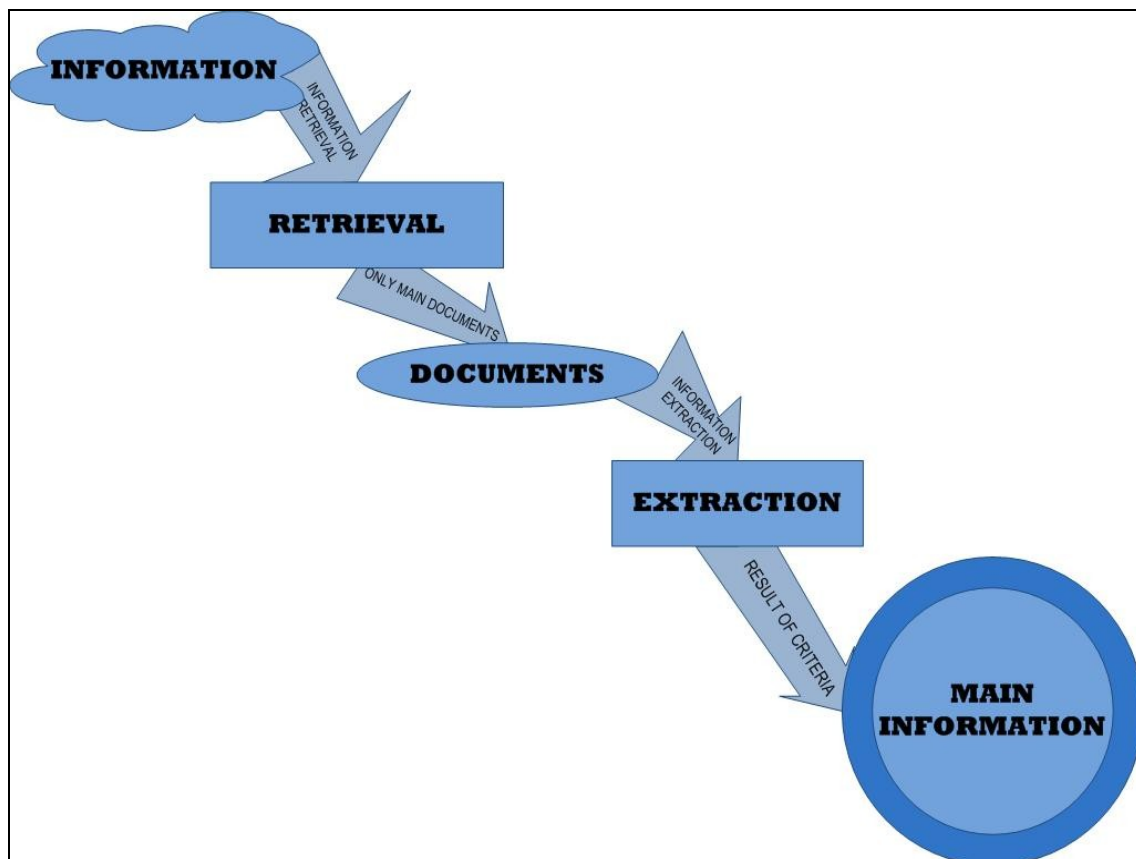 INFORMATION
INFORMATION
RETRIEVAL
RETRIEVAL
ONLY MAIN DOCUMENTS
DOCUMENTS
INFORMATION
EXTRACTION
EXTRACTION
RESULT OF CRITERIA
MAIN
INFORMATION